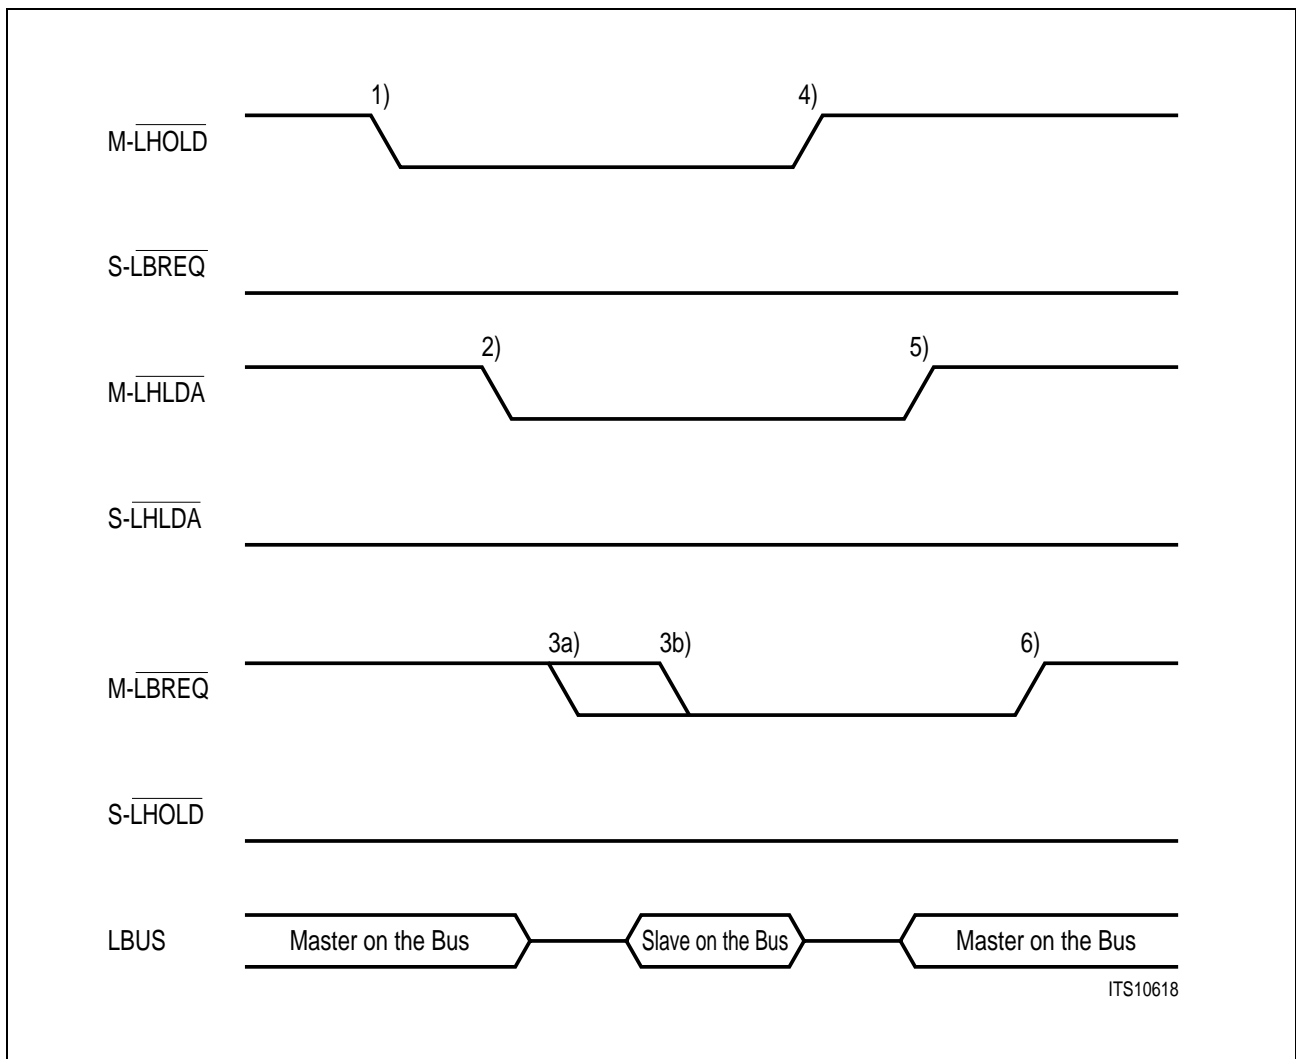 1) 4)
M-LHOLD
S-LBREQ
2) 5)
M-LHLDA
S-LHLDA
3a) 3b) 6)
M-LBREQ
S-LHOLD
LBUS Master on the Bus Slave on the Bus Master on the Bus
ITS10618